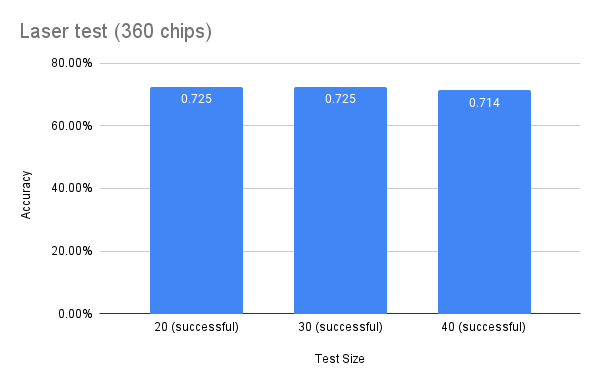 Laser test (360 chips)
80.00%
60.00%
40.00%
20.00%
0.00%
Accuracy
0.725
0.725
0.714
20 (successful)
30 (successful)
40 (successful)
Test Size